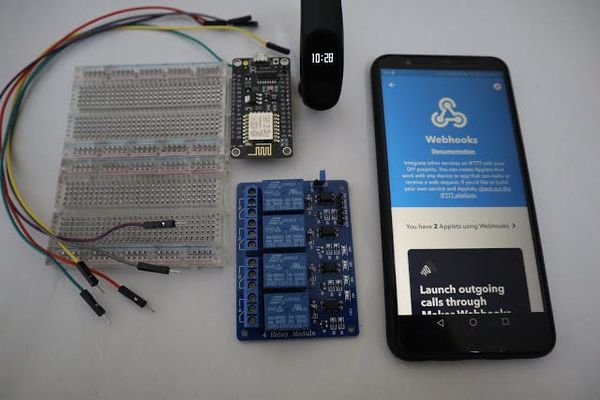 10:28
Webhooks
Documentation
Integrate other services on IFTTT with your
DIY projects. You can create Applets that
work with any device or app that can make or
receive a web request. If you'd like to build
your own service and Applets, check out the
IFTTT platform.
You have 2 Applets using Webhooks
Launch outgoing
calls through
Maker Webhooks
4 Relay Module